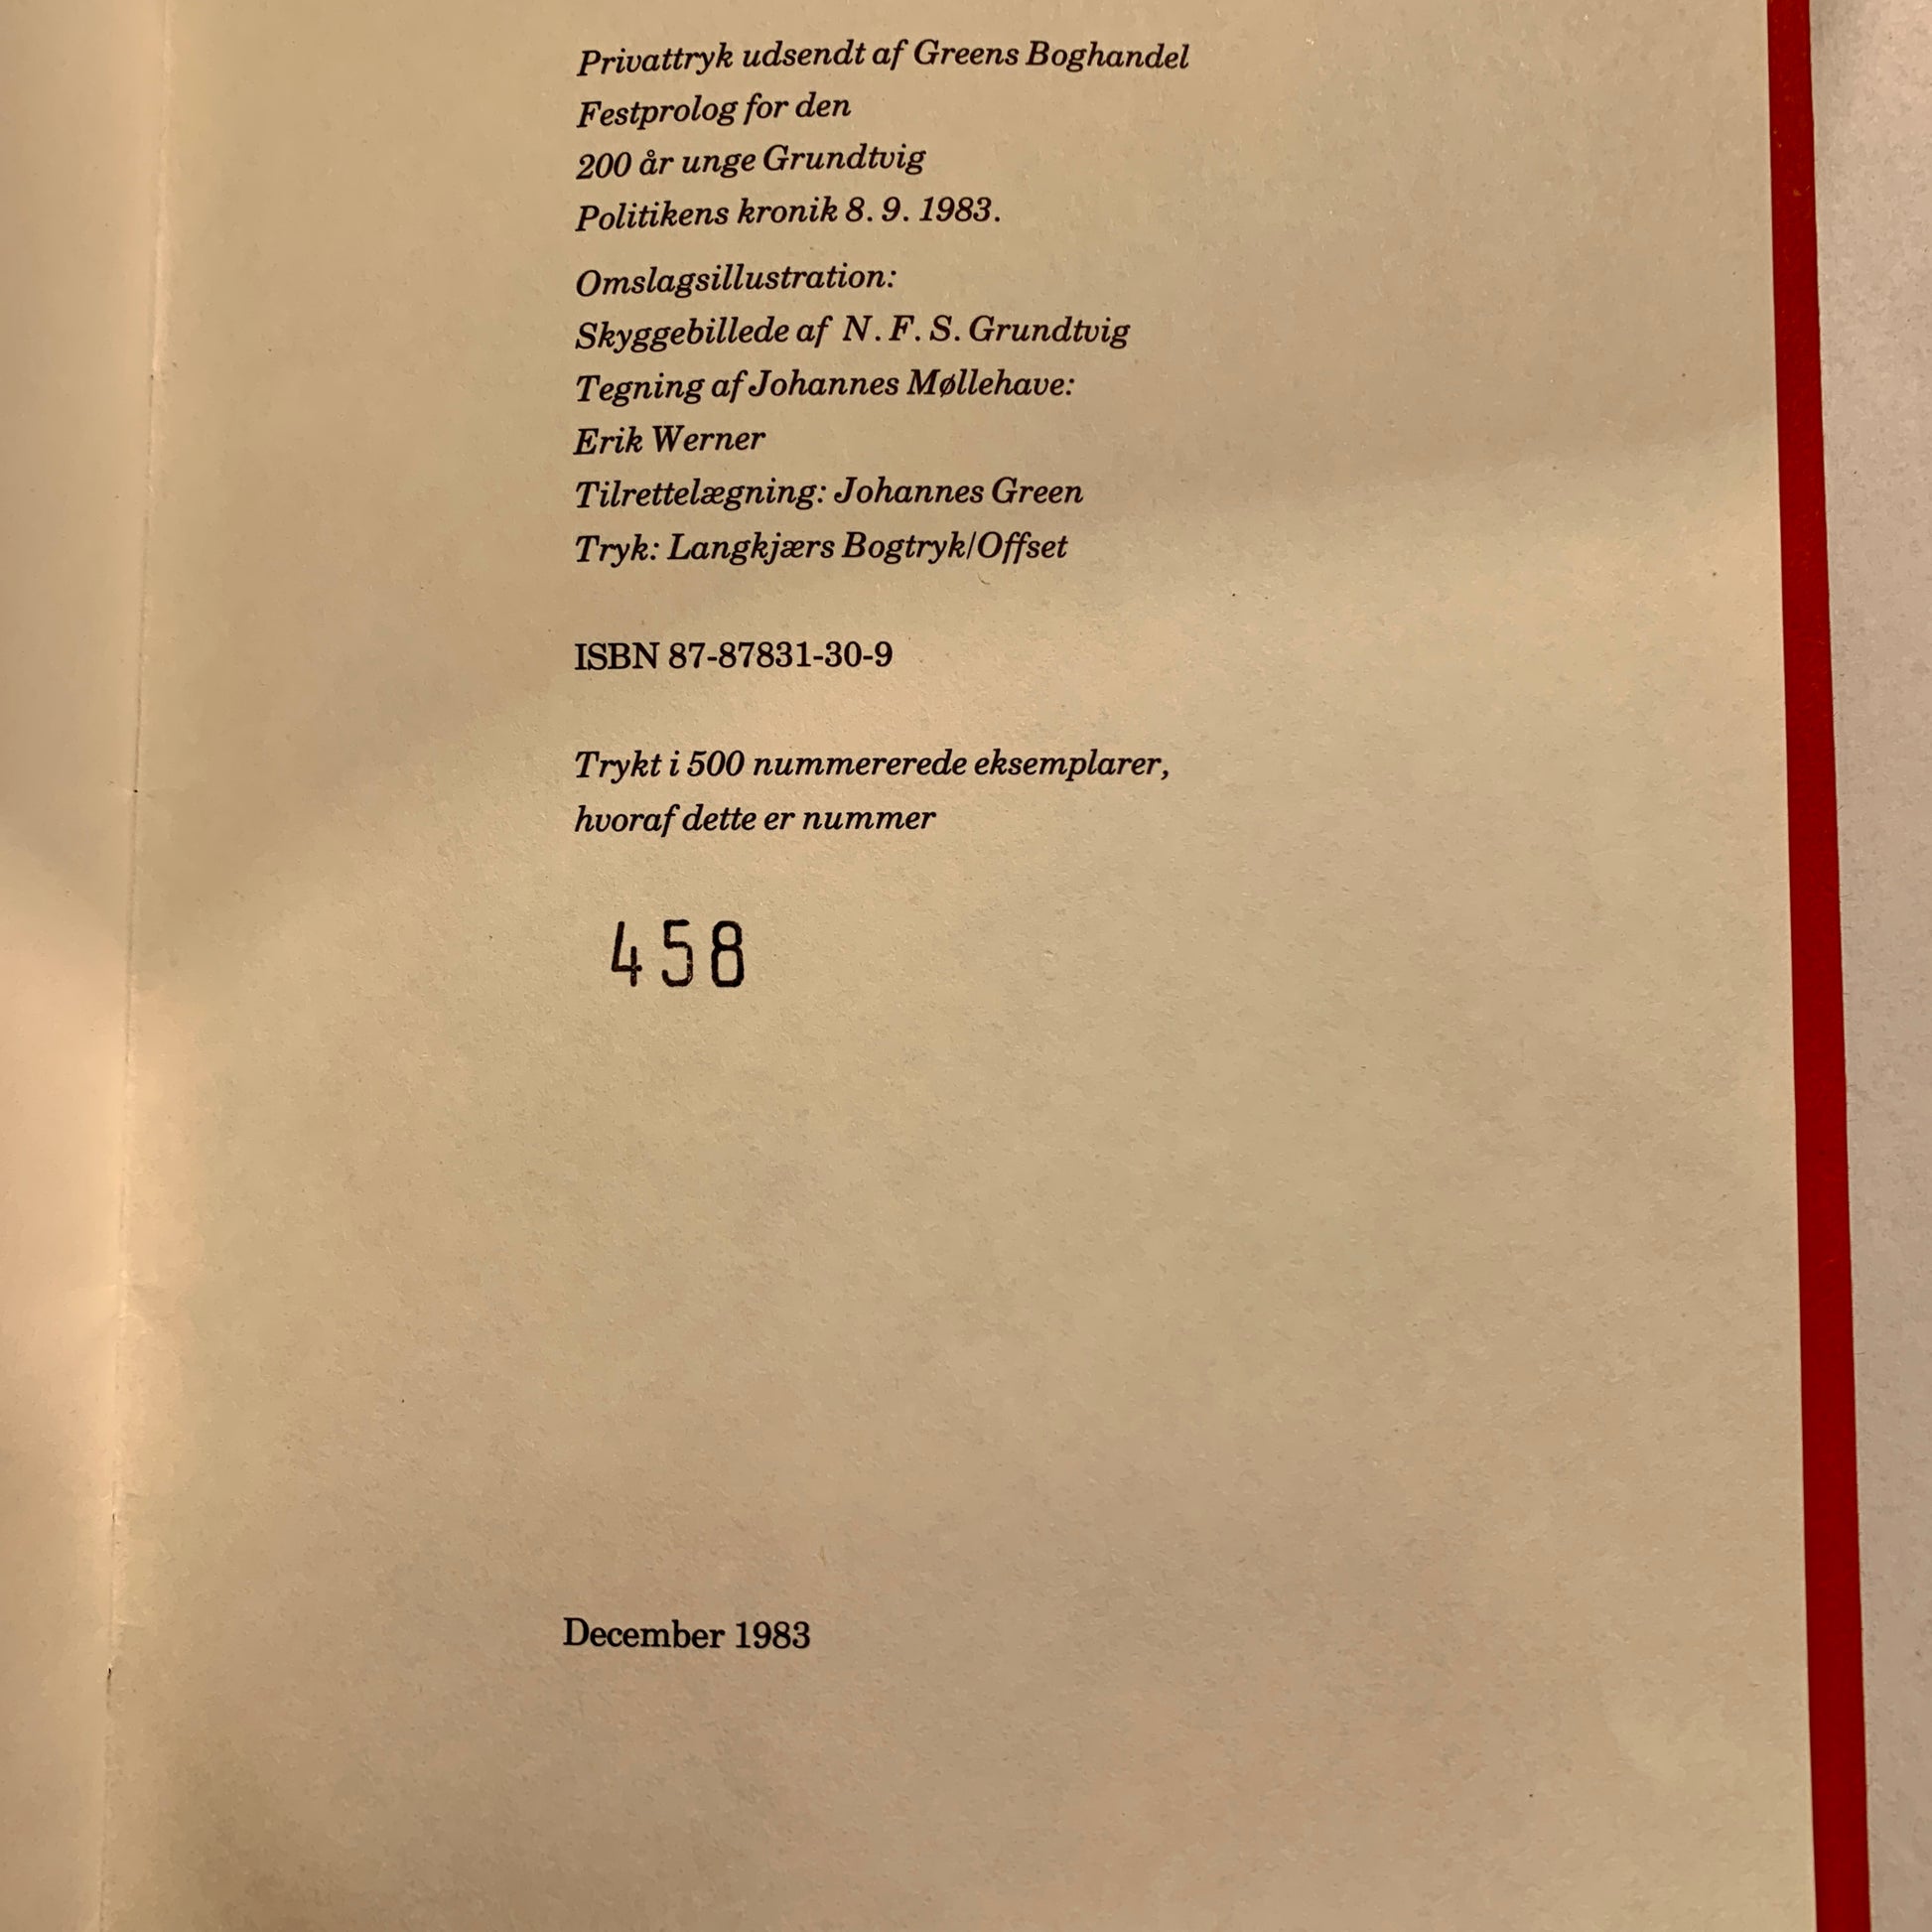 Privattryk udsendt af Greens Boghandel
Festprolog for den
200 år unge Grundtvig
Politikens kronik 8. 9. 1983.
Omslagsillustration:
Skyggebillede af N. F. S. Grundtvig
Tegning af Johannes Møllehave:
Erik Werner
Tilrettelægning: Johannes Green
Tryk: Langkjærs Bogtryk/Offset
ISBN 87-87831-30-9
Trykt i 500 nummererede eksemplarer,
hvoraf dette er nummer
458
December 1983